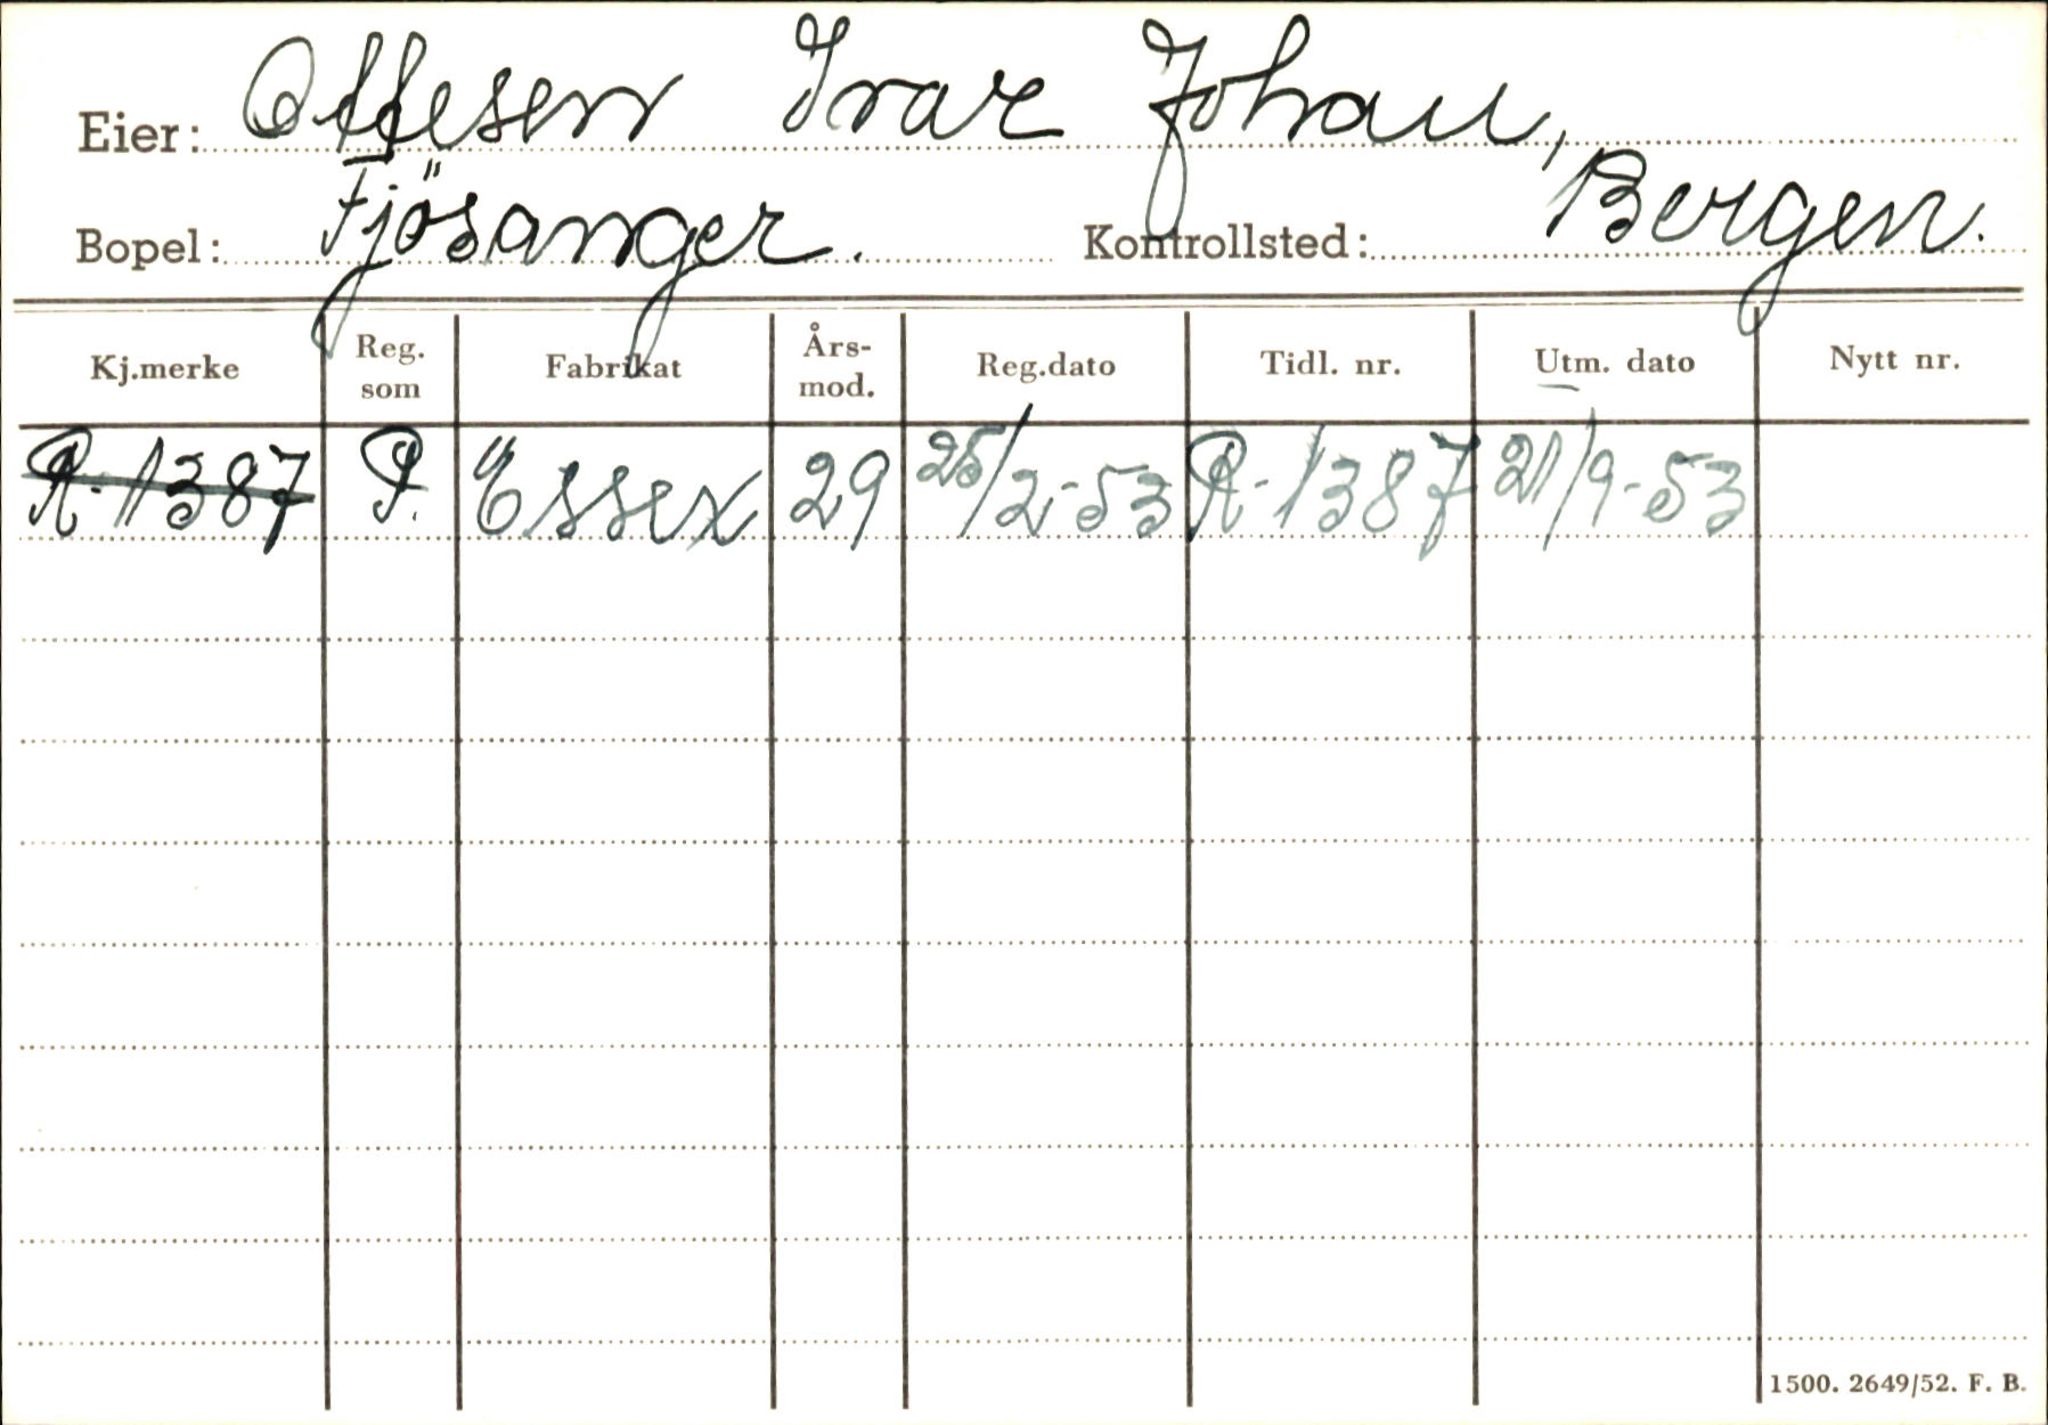 Eier: Ottesen Ivar Johan,
Bopel: Fjösanger. Kontrollsted: Bergen.
Kj.merke Reg. som Fabrikat Års-mod. Reg.dato Tidl. nr. Utm. dato Nytt nr.
R-1387 P. Essex 29 25/2-53 R-1387 21/9-53
1500. 2649/52. F. B.